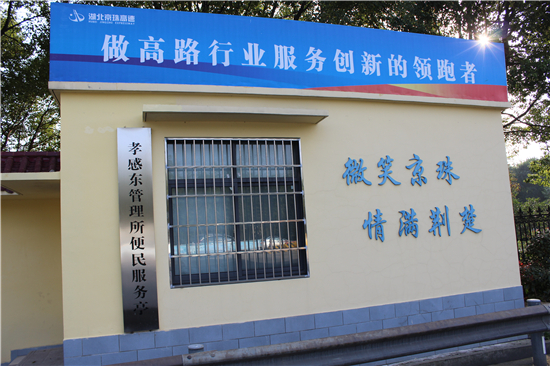 湖北京珠高速
做高路行业服务创新的领跑者
孝感东管理所便民服务亭
微笑京珠
情满荆楚